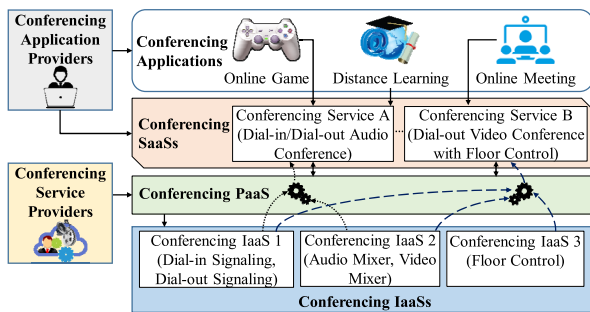 Conferencing
Application
Providers
Conferencing
Applications
Online Game
Distance Learning
Online Meeting
Conferencing
SaaSs
Conferencing Service A
(Dial-in/Dial-out Audio
Conference)
...
Conferencing Service B
(Dial-out Video Conference
with Floor Control)
Conferencing
Service
Providers
Conferencing PaaS
Conferencing IaaS 1
(Dial-in Signaling,
Dial-out Signaling)
Conferencing IaaS 2
(Audio Mixer, Video
Mixer)
Conferencing IaaS 3
(Floor Control)
Conferencing IaaSs